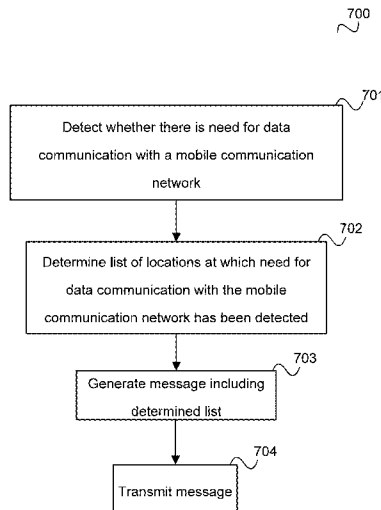 700
701
Detect whether there is need for data
communication with a mobile communication
network
702
Determine list of locations at which need for
data communication with the mobile
communication network has been detected
703
Generate message including
determined list
704
Transmit message